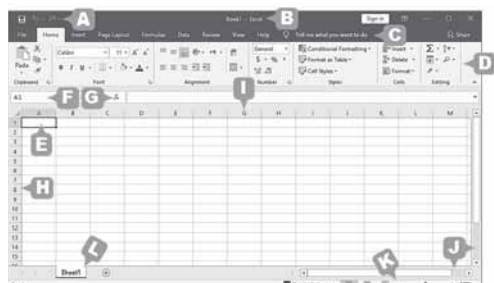 A Book1 - Excel B Sign in
File Home Insert Page Layout Formulas Data Review View Help Tell me what you want to do C Share
Calibri 11 A A General Conditional Formatting Insert Σ
Paste B I U A $ % Format as Table Delete D
Cell Styles Format
Clipboard Font Alignment Number Styles Cells Editing
A1 F G fx I
A B C D E F G H I J K L M
1
2 E
3
4
5
6
7
8 H
9
10
11
12
13
14 L K J
15
Sheet1